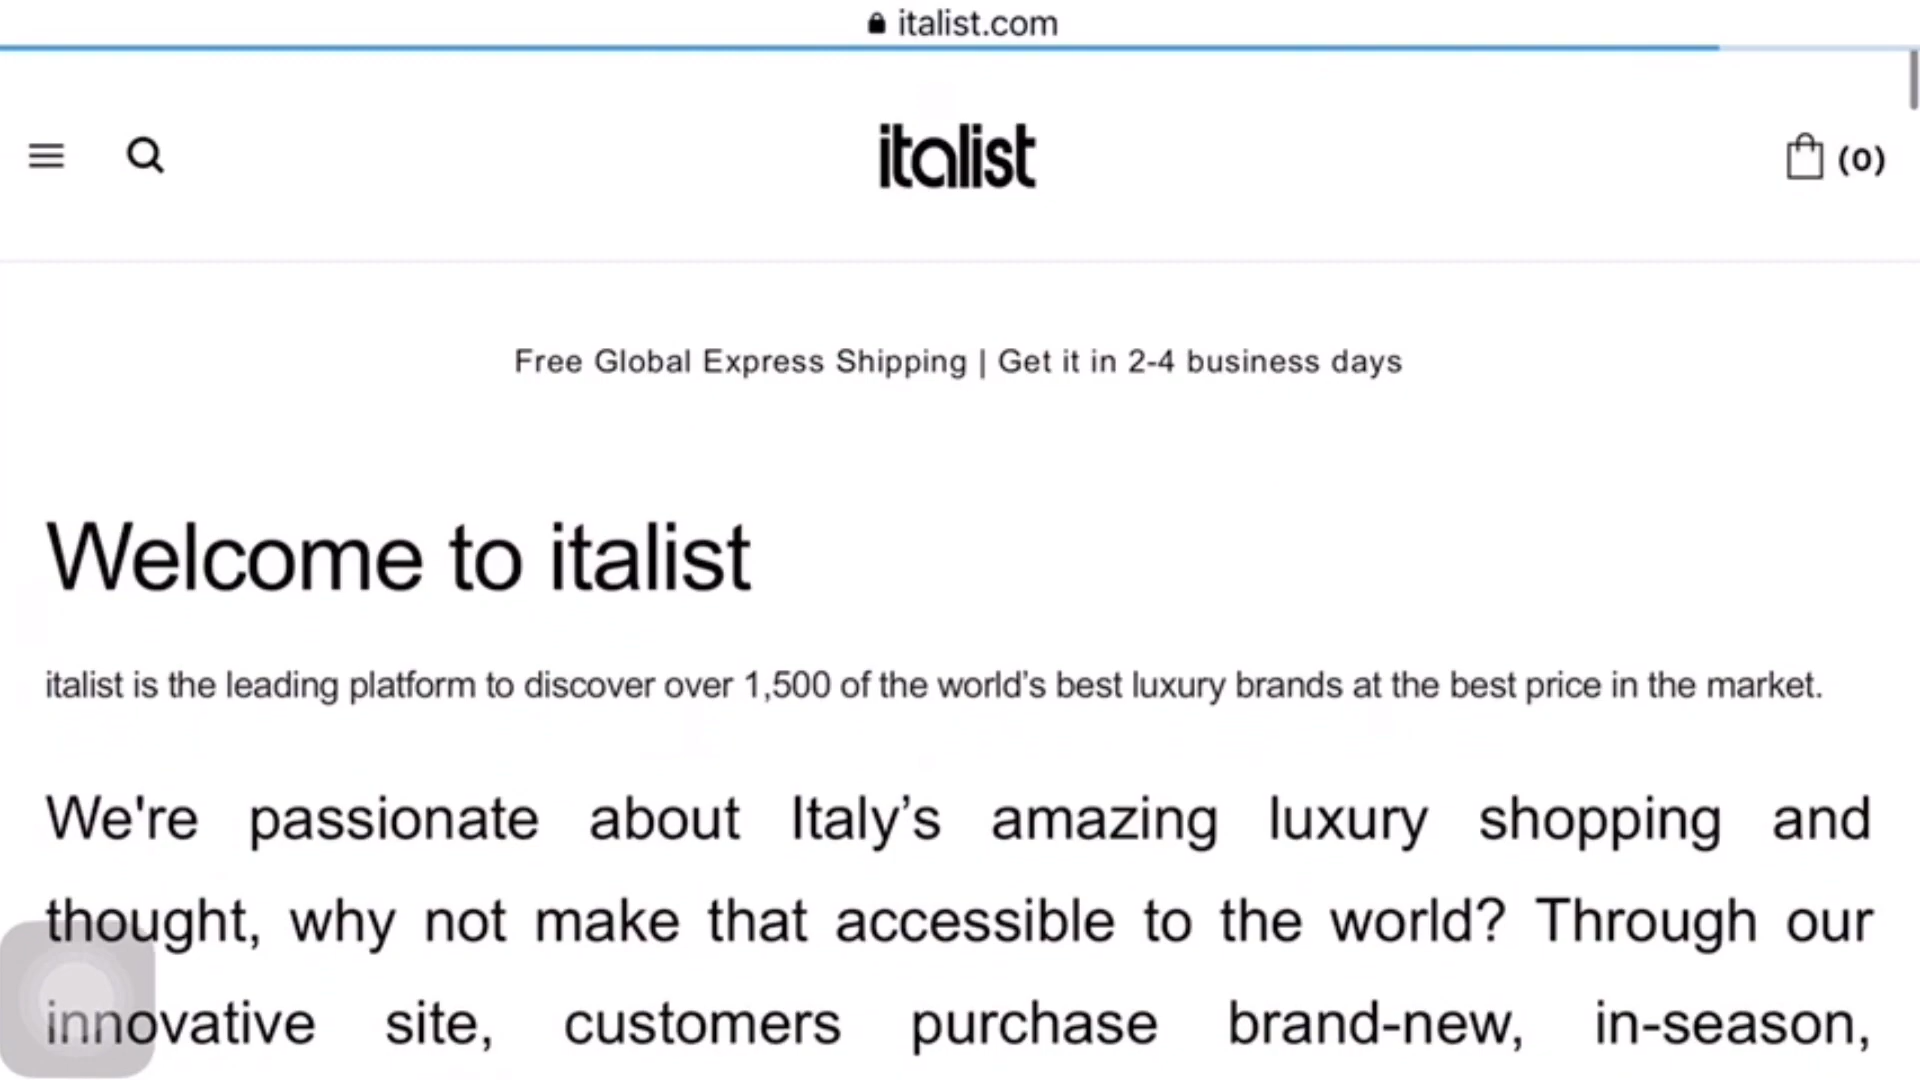 italist.com
italist
(0)
Free Global Express Shipping | Get it in 2-4 business days
Welcome to italist
italist is the leading platform to discover over 1,500 of the world’s best luxury brands at the best price in the market.
We're passionate about Italy’s amazing luxury shopping and
thought, why not make that accessible to the world? Through our
innovative site, customers purchase brand-new, in-season,